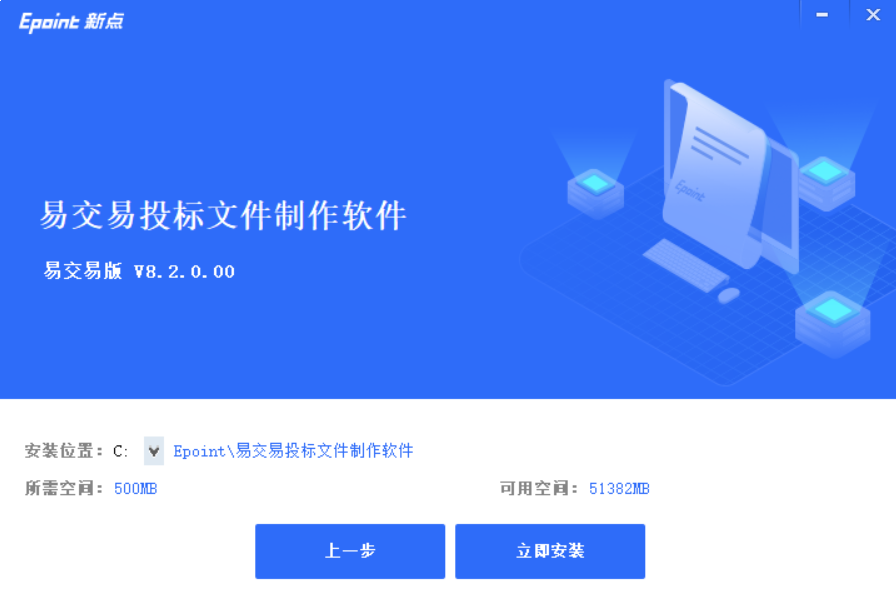 Epoint 新点
Epoint
易交易投标文件制作软件
易交易版 V8.2.0.00
安装位置： C: Epoint\易交易投标文件制作软件
所需空间： 500MB 可用空间： 51382MB
上一步 立即安装